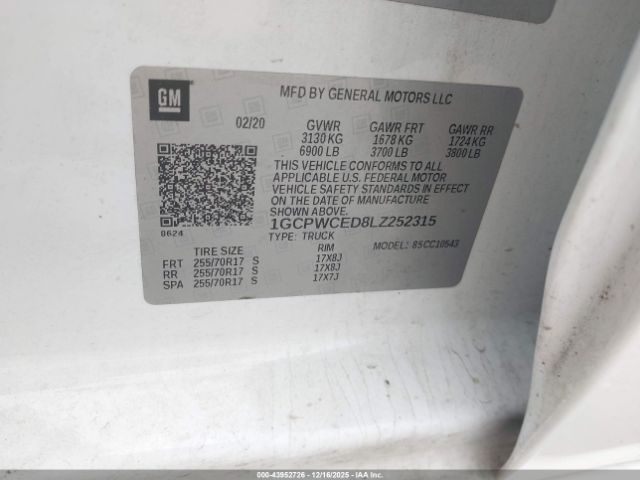 GM
MFD BY GENERAL MOTORS LLC
02/20 GVWR GAWR FRT GAWR RR
3130 KG 1678 KG 1724 KG
6900 LB 3700 LB 3800 LB
THIS VEHICLE CONFORMS TO ALL
APPLICABLE U.S. FEDERAL MOTOR
VEHICLE SAFETY STANDARDS IN EFFECT
ON THE DATE OF MANUFACTURE
SHOWN ABOVE
0624 1GCPWCED8LZ252315
TYPE: TRUCK MODEL: 85CC10543
TIRE SIZE RIM
FRT 255/70R17 S 17X8J
RR 255/70R17 S 17X8J
SPA 255/70R17 S 17X7J
000-43952726 - 12/16/2025 - IAAI.COM